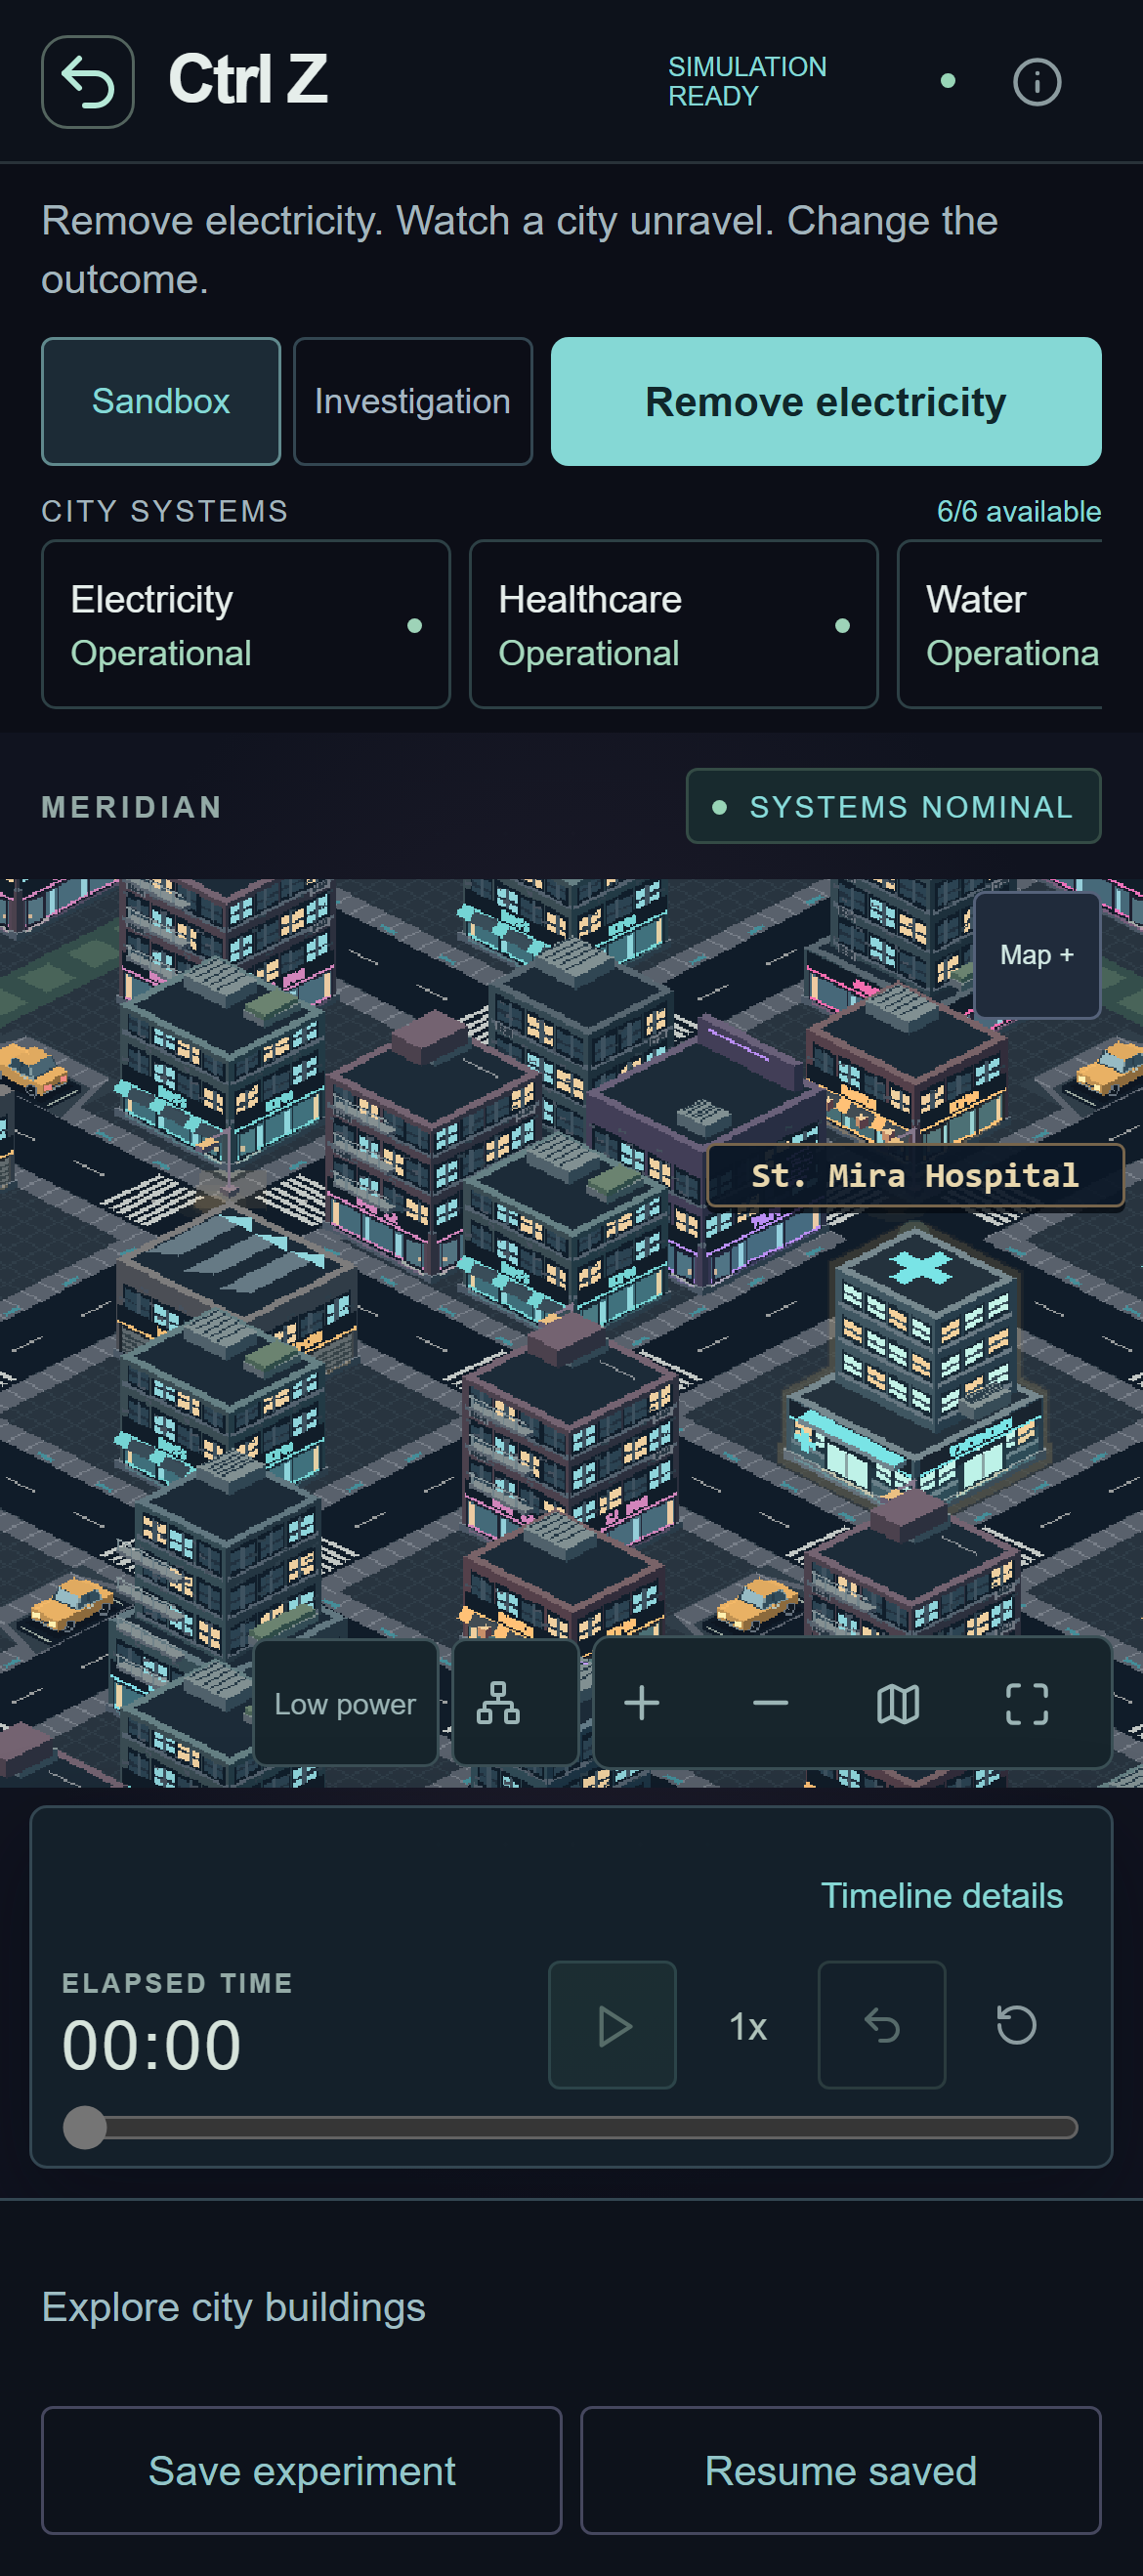 Ctrl Z
SIMULATION
READY
Remove electricity. Watch a city unravel. Change the
outcome.
Sandbox
Investigation
Remove electricity
CITY SYSTEMS
6/6 available
Electricity
Operational
Healthcare
Operational
Water
Operationa
MERIDIAN
SYSTEMS NOMINAL
Map +
St. Mira Hospital
Low power
Timeline details
ELAPSED TIME
00:00
1x
Explore city buildings
Save experiment
Resume saved